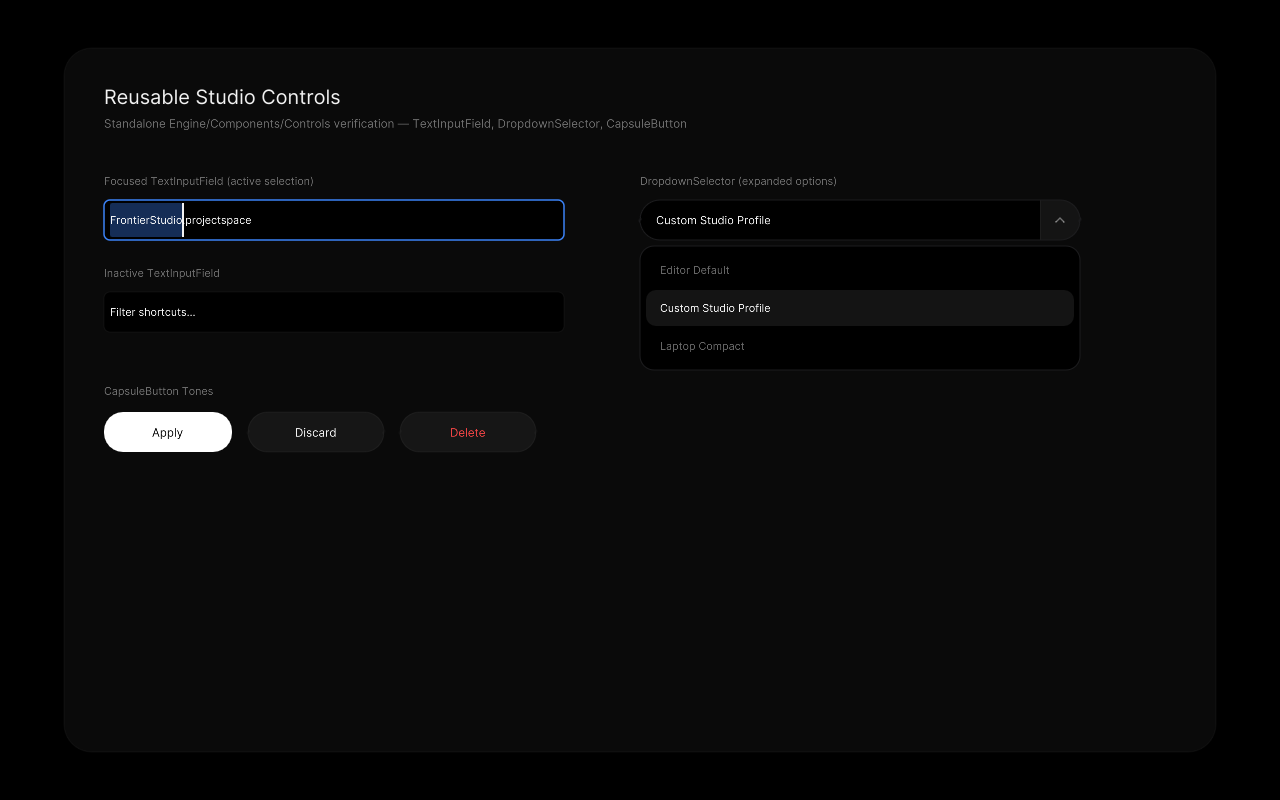 Reusable Studio Controls
Standalone Engine/Components/Controls verification — TextInputField, DropdownSelector, CapsuleButton
Focused TextInputField (active selection)
FrontierStudio projectspace
Inactive TextInputField
Filter shortcuts...
CapsuleButton Tones
Apply
Discard
Delete
DropdownSelector (expanded options)
Custom Studio Profile
Editor Default
Custom Studio Profile
Laptop Compact